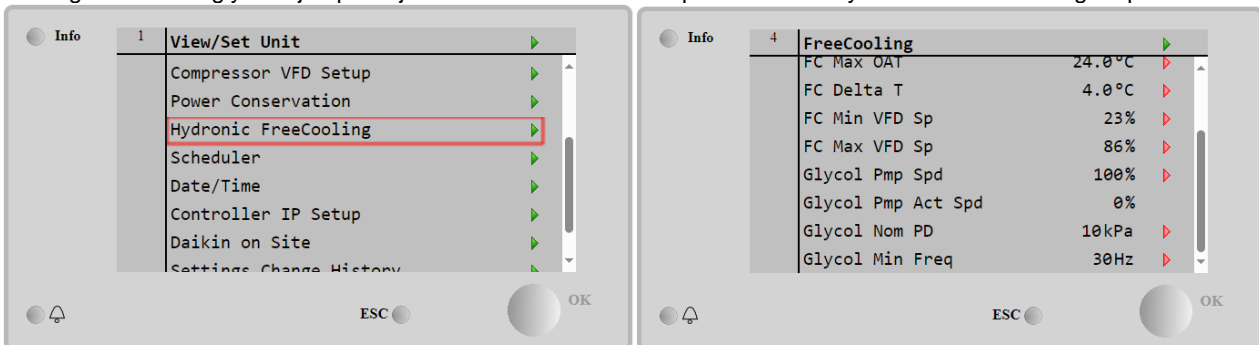 Info
1
View/Set Unit
Compressor VFD Setup
Power Conservation
Hydronic FreeCooling
Scheduler
Date/Time
Controller IP Setup
Daikin on Site
Settings Change History
ESC
OK
Info
4
FreeCooling
FC Max OAT 24.0°C
FC Delta T 4.0°C
FC Min VFD Sp 23%
FC Max VFD Sp 86%
Glycol Pmp Spd 100%
Glycol Pmp Act Spd 0%
Glycol Nom PD 10kPa
Glycol Min Freq 30Hz
ESC
OK